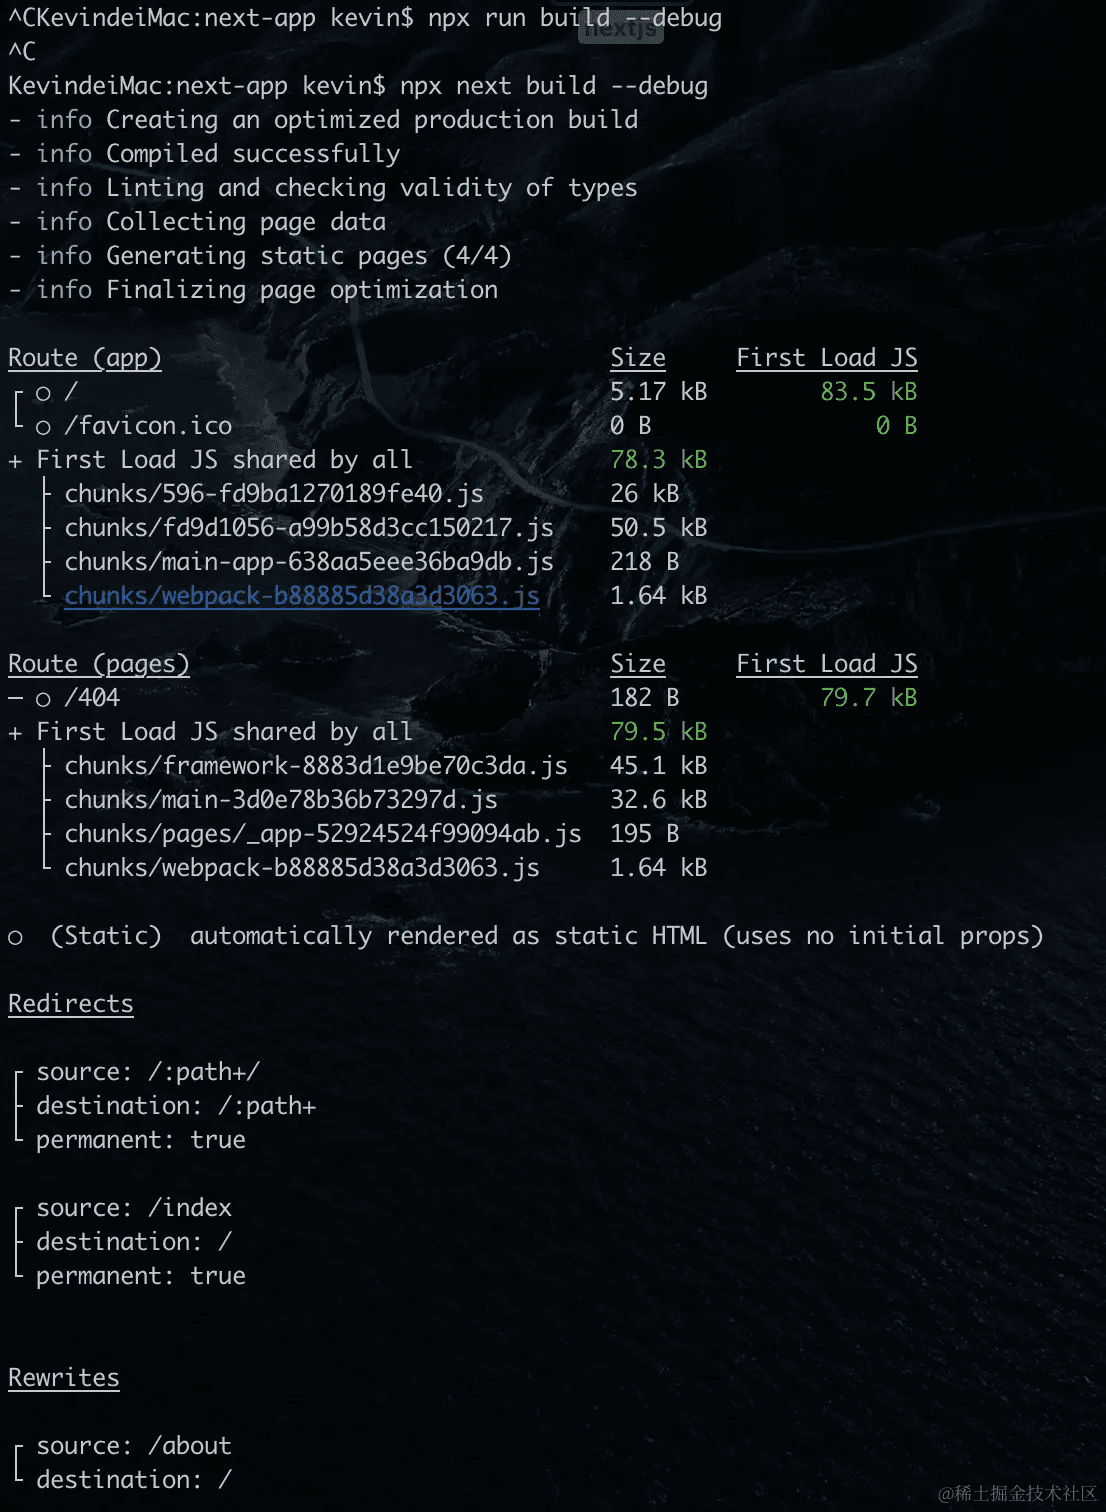 ^CKevindeiMac:next-app kevin$ npx run build --debug
nextjs
^C
KevindeiMac:next-app kevin$ npx next build --debug
- info Creating an optimized production build
- info Compiled successfully
- info Linting and checking validity of types
- info Collecting page data
- info Generating static pages (4/4)
- info Finalizing page optimization
Route (app) Size First Load JS
┌ ○ / 5.17 kB 83.5 kB
└ ○ /favicon.ico 0 B 0 B
+ First Load JS shared by all 78.3 kB
├ chunks/596-fd9ba1270189fe40.js 26 kB
├ chunks/fd9d1056-a99b58d3cc150217.js 50.5 kB
├ chunks/main-app-638aa5eee36ba9db.js 218 B
└ chunks/webpack-b88885d38a3d3063.js 1.64 kB
Route (pages) Size First Load JS
─ ○ /404 182 B 79.7 kB
+ First Load JS shared by all 79.5 kB
├ chunks/framework-8883d1e9be70c3da.js 45.1 kB
├ chunks/main-3d0e78b36b73297d.js 32.6 kB
├ chunks/pages/_app-52924524f99094ab.js 195 B
└ chunks/webpack-b88885d38a3d3063.js 1.64 kB
○ (Static) automatically rendered as static HTML (uses no initial props)
Redirects
┌ source: /:path+/
├ destination: /:path+
└ permanent: true
┌ source: /index
├ destination: /
└ permanent: true
Rewrites
┌ source: /about
└ destination: /
@稀土掘金技术社区